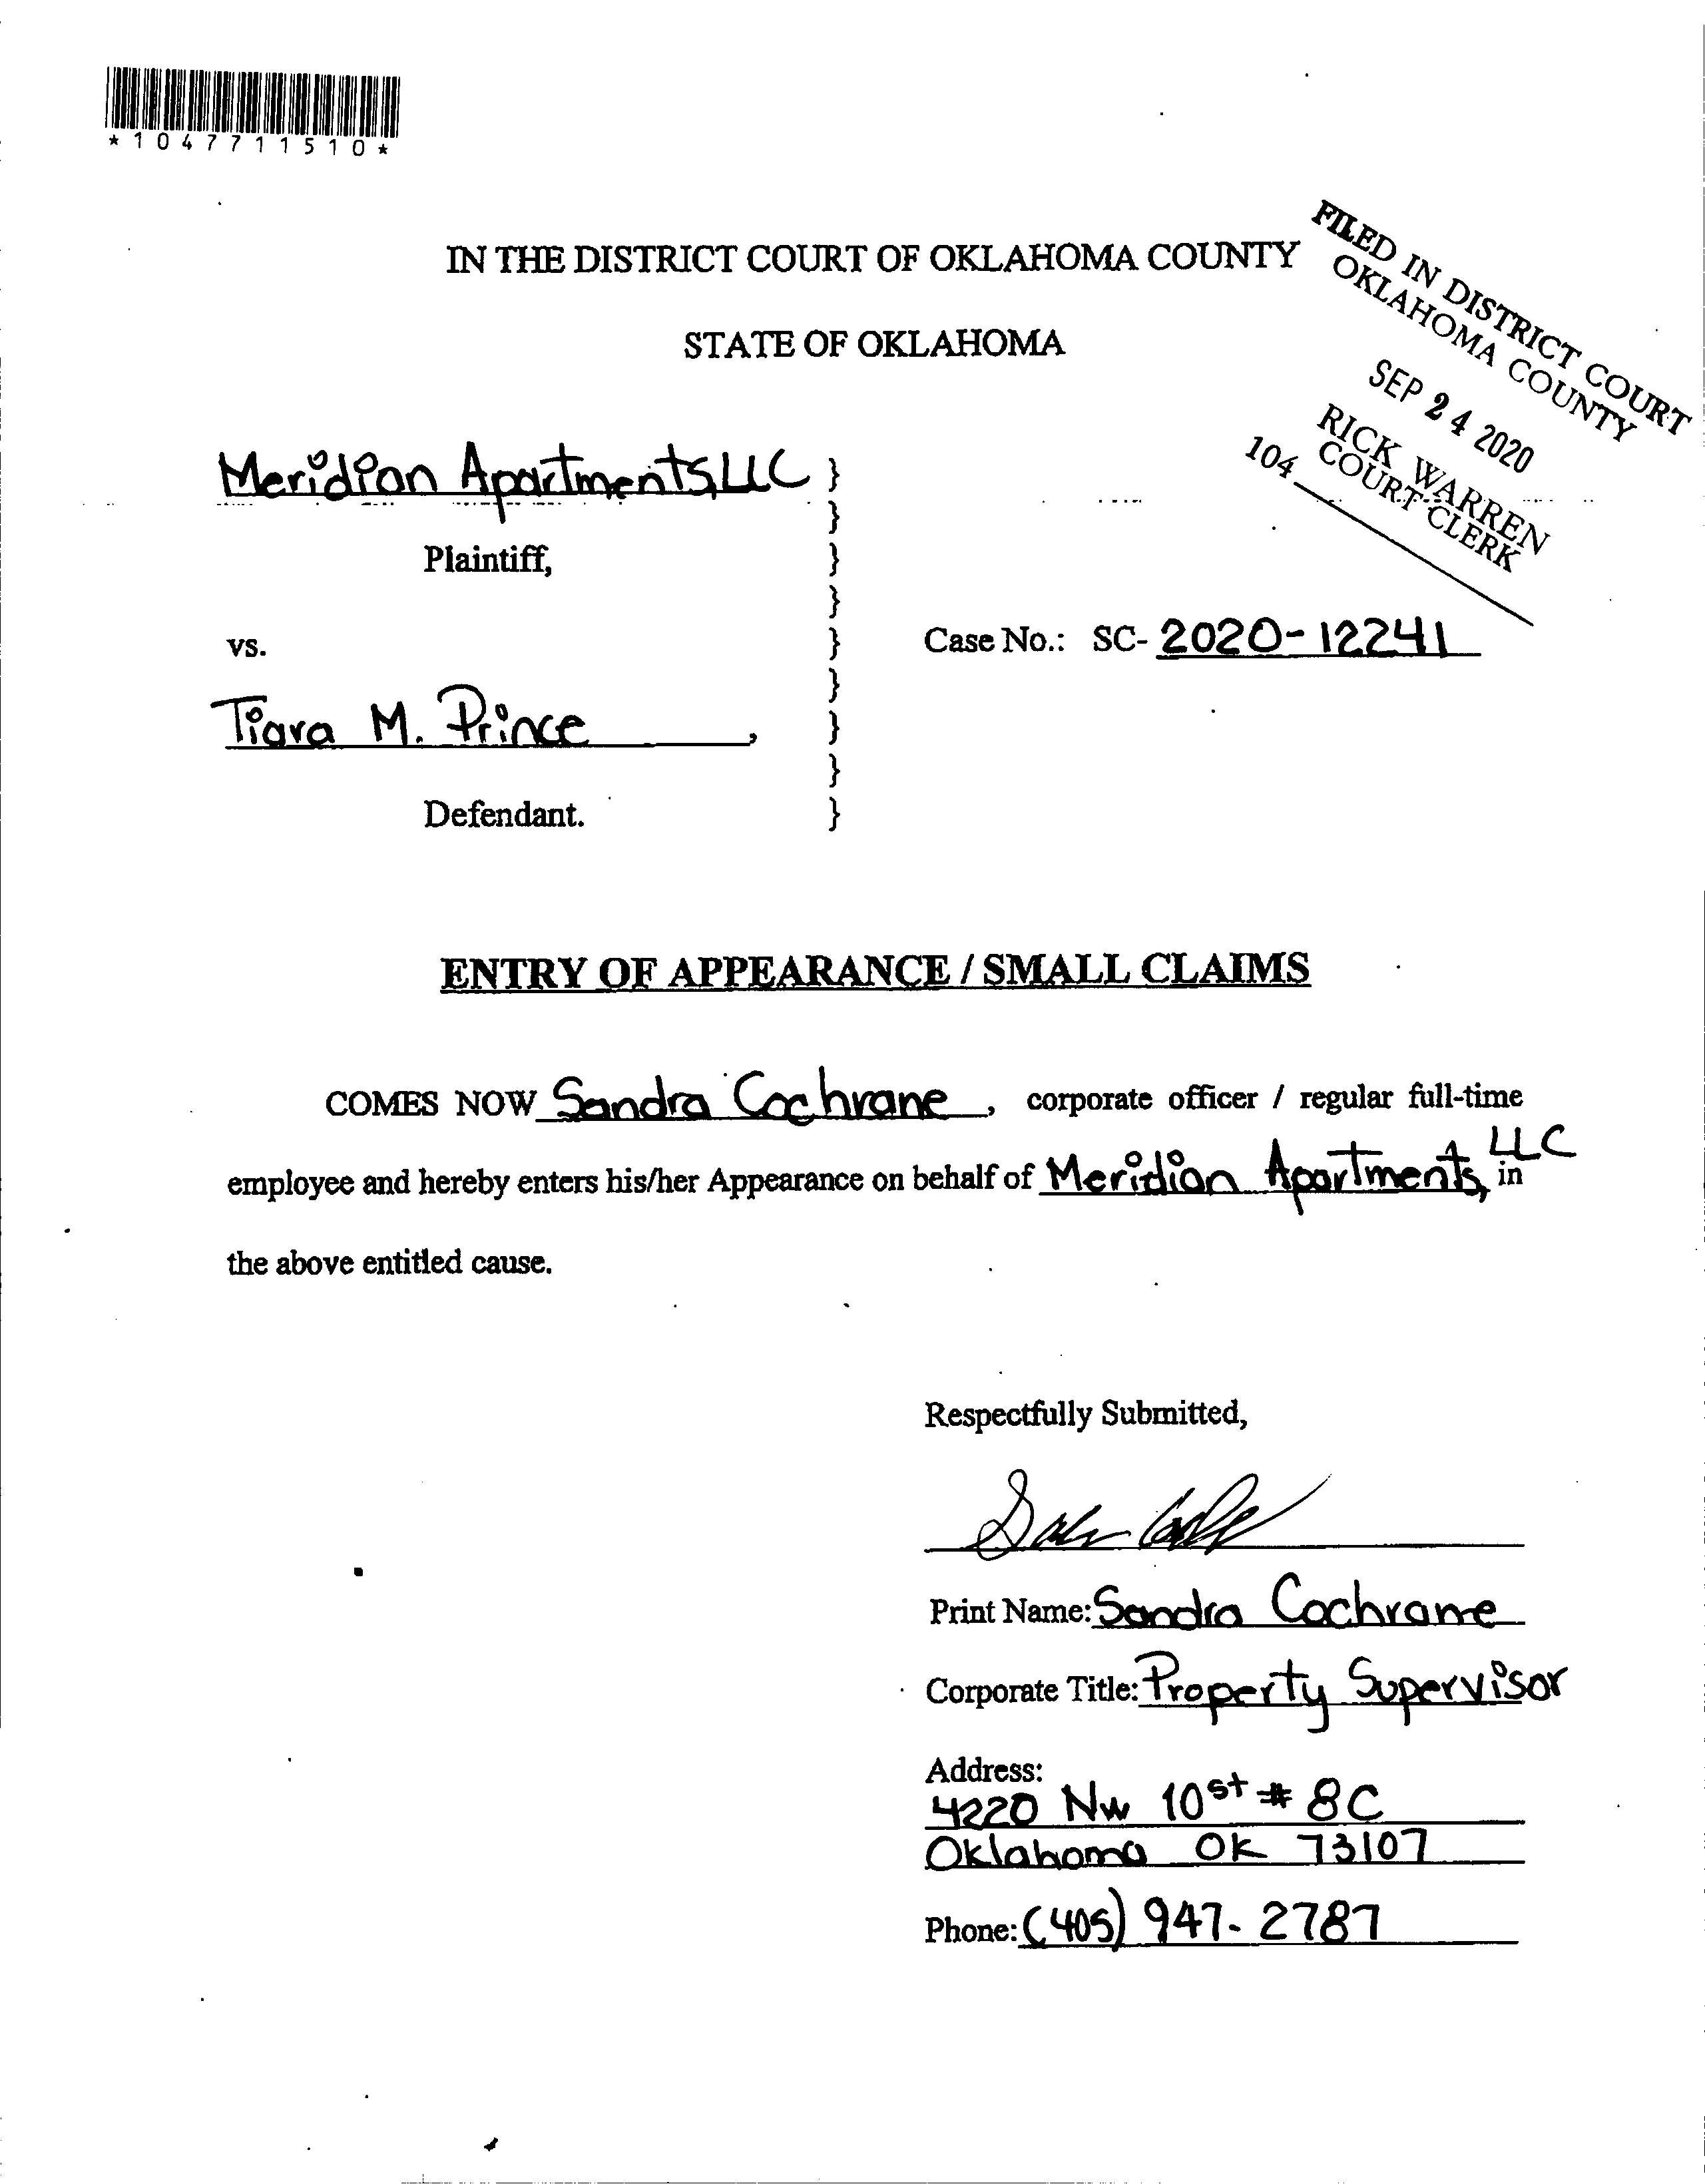 *1047711510*
IN THE DISTRICT COURT OF OKLAHOMA COUNTY
STATE OF OKLAHOMA
FILED IN DISTRICT COURT
OKLAHOMA COUNTY
SEP 24 2020
RICK WARREN
COURT CLERK
104
Meridian Apartments, LLC }
}
Plaintiff, }
}
vs. } Case No.: SC- 2020-12241
}
Tiara M. Prince , }
}
Defendant. }
ENTRY OF APPEARANCE / SMALL CLAIMS
COMES NOW Sandra Cochrane , corporate officer / regular full-time
employee and hereby enters his/her Appearance on behalf of Meridian Apartments, LLC in
the above entitled cause.
Respectfully Submitted,
Print Name: Sandra Cochrane
Corporate Title: Property Supervisor
Address:
4220 NW 10st # 8C
Oklahoma OK 73107
Phone: (405) 947-2787